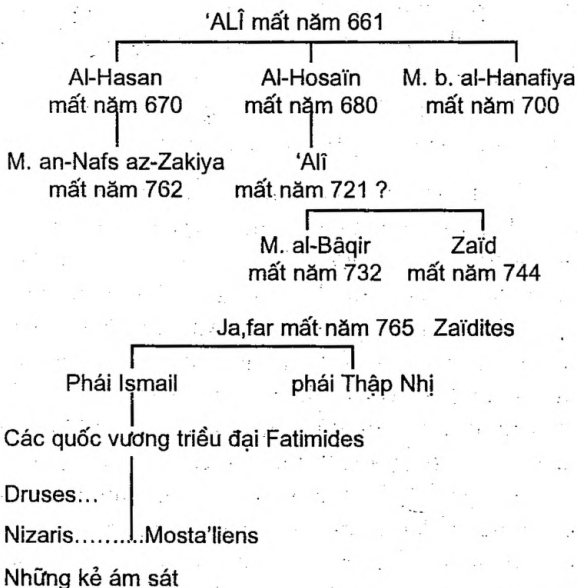 ‘ALÎ mất năm 661
Al-Hasan Al-Hosaïn M. b. al-Hanafiya
mất năm 670 mất năm 680 mất năm 700
M. an-Nafs az-Zakiya ‘Alî
mất năm 762 mất năm 721 ?
M. al-Bâqir Zaïd
mất năm 732 mất năm 744
Ja,far mất năm 765 Zaïdites
Phái Ismail phái Thập Nhị
Các quốc vương triều đại Fatimides
Druses...
Nizaris..........Mosta’liens
Những kẻ ám sát